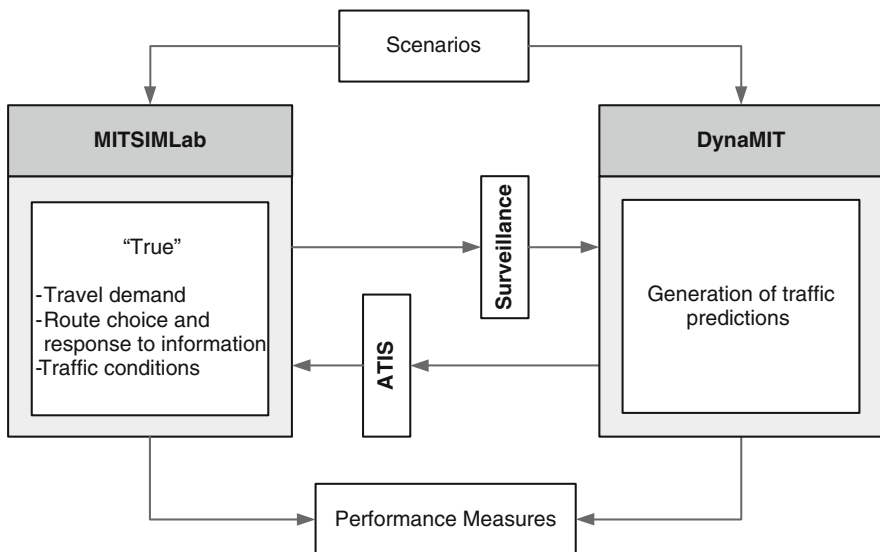 Scenarios
MITSIMLab
DynaMIT
“True”
-Travel demand
-Route choice and
response to information
-Traffic conditions
Surveillance
ATIS
Generation of traffic
predictions
Performance Measures